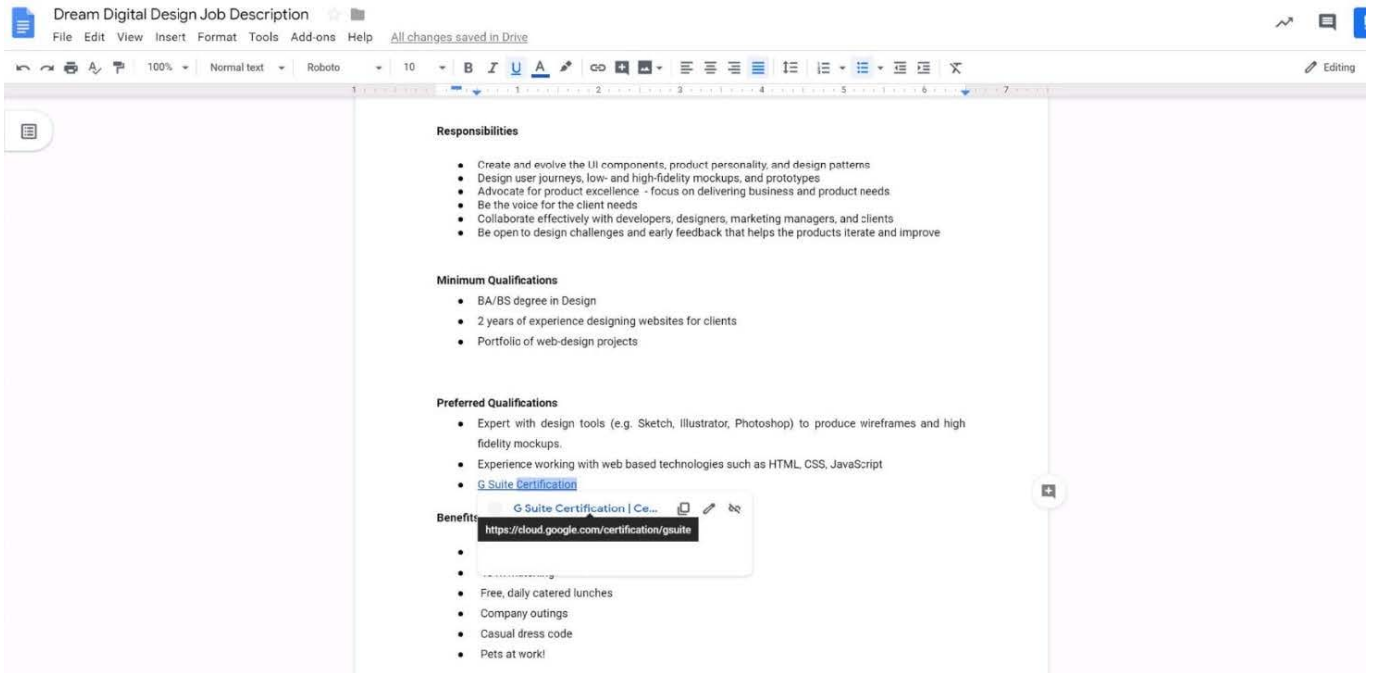 Dream Digital Design Job Description
File Edit View Insert Format Tools Add-ons Help All changes saved in Drive
100% Normal text Roboto 10 B I U A Editing
1 1 2 3 4 5 6 7
Responsibilities
● Create and evolve the UI components, product personality, and design patterns
● Design user journeys, low- and high-fidelity mockups, and prototypes
● Advocate for product excellence - focus on delivering business and product needs
● Be the voice for the client needs
● Collaborate effectively with developers, designers, marketing managers, and clients
● Be open to design challenges and early feedback that helps the products iterate and improve
Minimum Qualifications
● BA/BS degree in Design
● 2 years of experience designing websites for clients
● Portfolio of web-design projects
Preferred Qualifications
● Expert with design tools (e.g. Sketch, Illustrator, Photoshop) to produce wireframes and high
fidelity mockups.
● Experience working with web based technologies such as HTML, CSS, JavaScript
● G Suite Certification
G Suite Certification | Ce...
Benefits
https://cloud.google.com/certification/gsuite
● Free, daily catered lunches
● Company outings
● Casual dress code
● Pets at work!